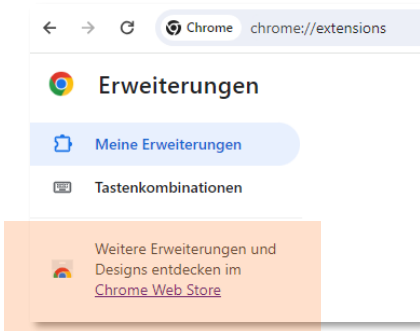 Chrome chrome://extensions
Erweiterungen
Meine Erweiterungen
Tastenkombinationen
Weitere Erweiterungen und
Designs entdecken im
Chrome Web Store